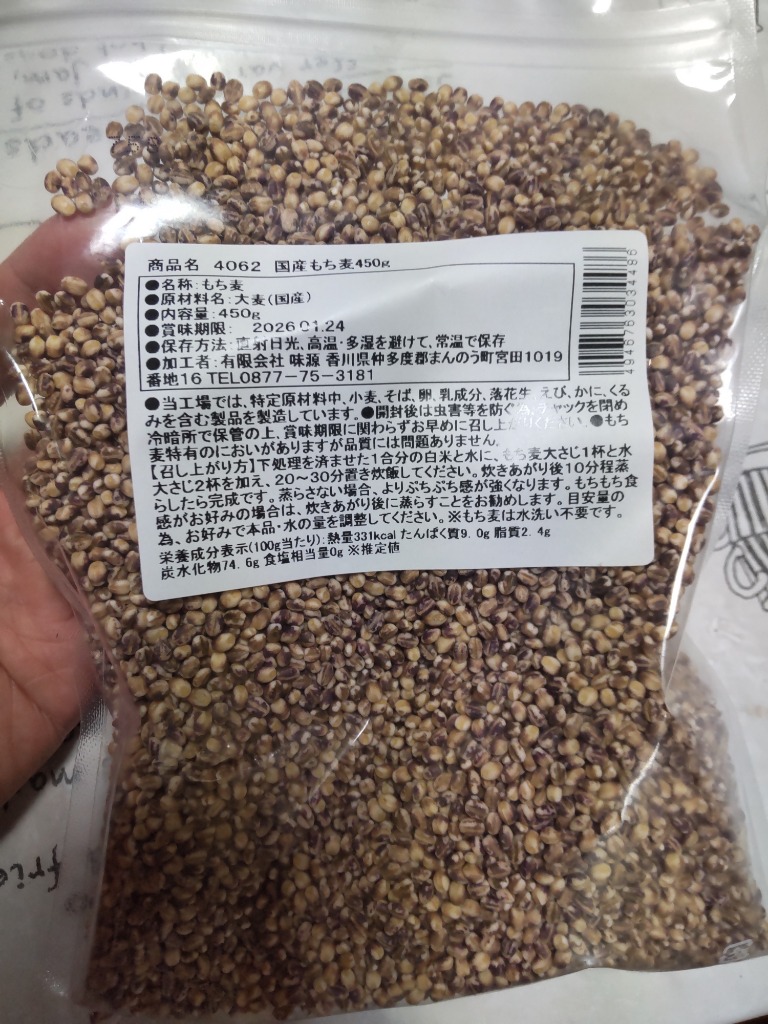 商品名 4062 国産もち麦450g
●名称:もち麦
●原材料名:大麦(国産)
●内容量:450g
●賞味期限: 2026 01.24
●保存方法:直射日光、高温・多湿を避けて、常温で保存
●加工者:有限会社 味源 香川県仲多度郡まんのう町宮田1019
番地16 TEL0877-75-3181
●当工場では、特定原材料中、小麦、そば、卵、乳成分、落花生、えび、かに、くる
みを含む製品を製造しています。●開封後は虫害等を防ぐ為、チャックを閉め
冷暗所で保管の上、賞味期限に関わらずお早めに召し上がりください。●もち
麦特有のにおいがありますが品質には問題ありません。
【召し上がり方】下処理を済ませた1合分の白米と水に、もち麦大さじ1杯と水
大さじ2杯を加え、20~30分置き炊飯してください。炊きあがり後10分程蒸
らしたら完成です。蒸らさない場合、よりぷちぷち感が強くなります。もちもち食
感がお好みの場合は、炊きあがり後に蒸らすことをお勧めします。目安量の
為、お好みで本品・水の量を調整してください。※もち麦は水洗い不要です。
栄養成分表示(100g当たり):熱量331kcal たんぱく質9.0g 脂質2.4g
炭水化物74.6g 食塩相当量0g ※推定値
4946763034486